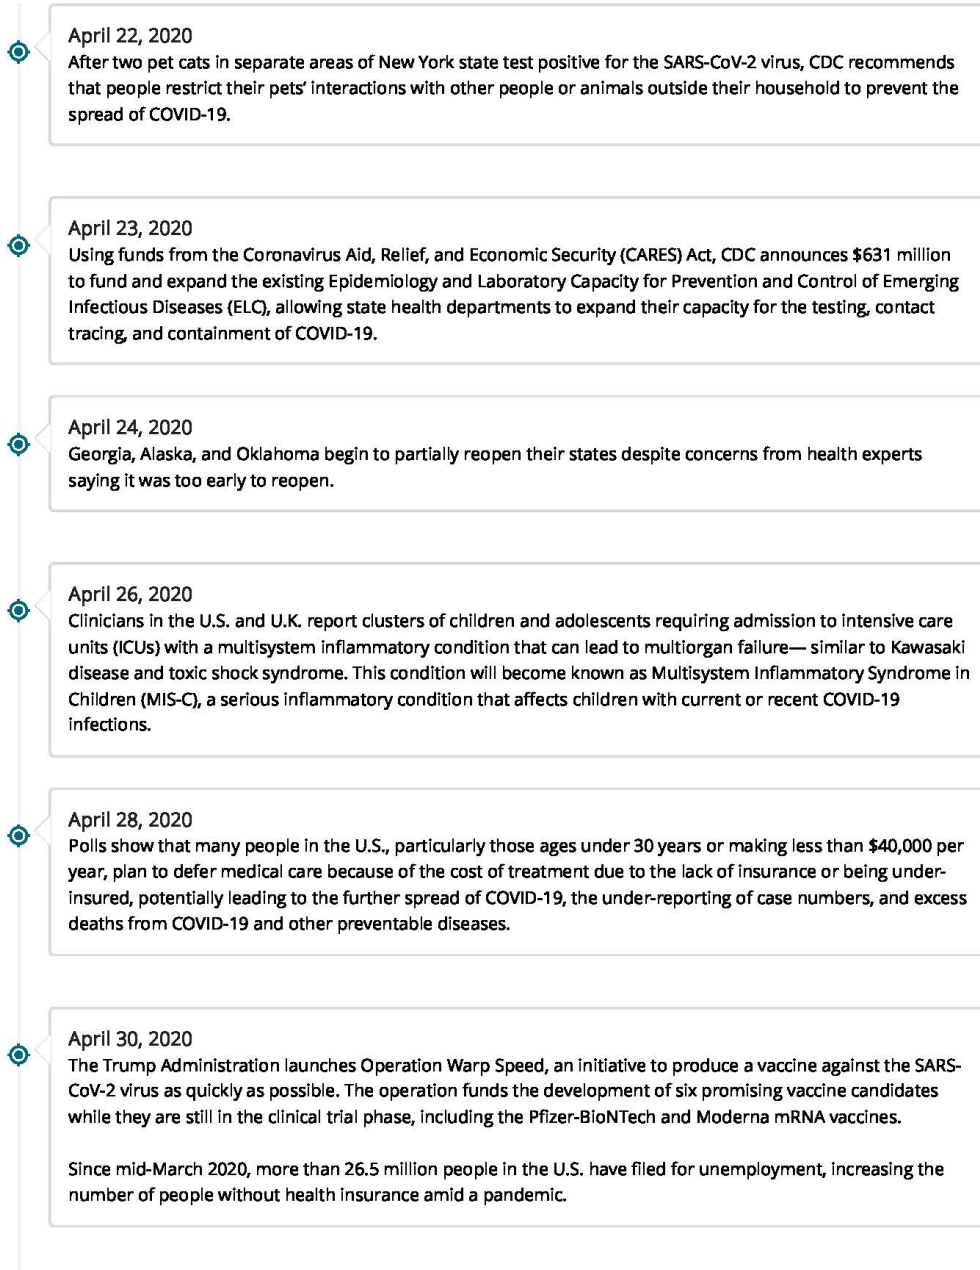 April 22, 2020
After two pet cats in separate areas of New York state test positive for the SARS-CoV-2 virus, CDC recommends
that people restrict their pets' interactions with other people or animals outside their household to prevent the
spread of COVID-19.
April 23, 2020
Using funds from the Coronavirus Aid, Relief, and Economic Security (CARES) Act, CDC announces $631 million
to fund and expand the existing Epidemiology and Laboratory Capacity for Prevention and Control of Emerging
Infectious Diseases (ELC), allowing state health departments to expand their capacity for the testing, contact
tracing, and containment of COVID-19.
April 24, 2020
Georgia, Alaska, and Oklahoma begin to partially reopen their states despite concerns from health experts
saying it was too early to reopen.
April 26, 2020
Clinicians in the U.S. and U.K. report clusters of children and adolescents requiring admission to intensive care
units (ICUs) with a multisystem inflammatory condition that can lead to multiorgan failure— similar to Kawasaki
disease and toxic shock syndrome. This condition will become known as Multisystem Inflammatory Syndrome in
Children (MIS-C), a serious inflammatory condition that affects children with current or recent COVID-19
infections.
April 28, 2020
Polls show that many people in the U.S., particularly those ages under 30 years or making less than $40,000 per
year, plan to defer medical care because of the cost of treatment due to the lack of insurance or being under-
insured, potentially leading to the further spread of COVID-19, the under-reporting of case numbers, and excess
deaths from COVID-19 and other preventable diseases.
April 30, 2020
The Trump Administration launches Operation Warp Speed, an initiative to produce a vaccine against the SARS-
CoV-2 virus as quickly as possible. The operation funds the development of six promising vaccine candidates
while they are still in the clinical trial phase, including the Pfizer-BioNTech and Moderna mRNA vaccines.
Since mid-March 2020, more than 26.5 million people in the U.S. have filed for unemployment, increasing the
number of people without health insurance amid a pandemic.